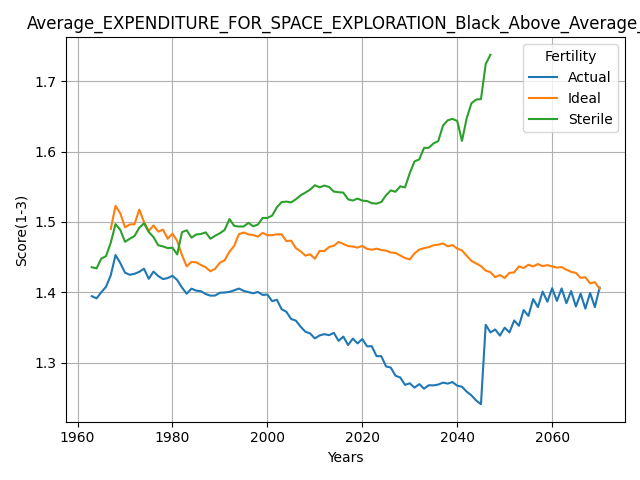 Average_EXPENDITURE_FOR_SPACE_EXPLORATION_Black_Above_Average_
Fertility
Actual
Ideal
Sterile
Score(1-3)
1.7
1.6
1.5
1.4
1.3
1960
1980
2000
2020
2040
2060
Years